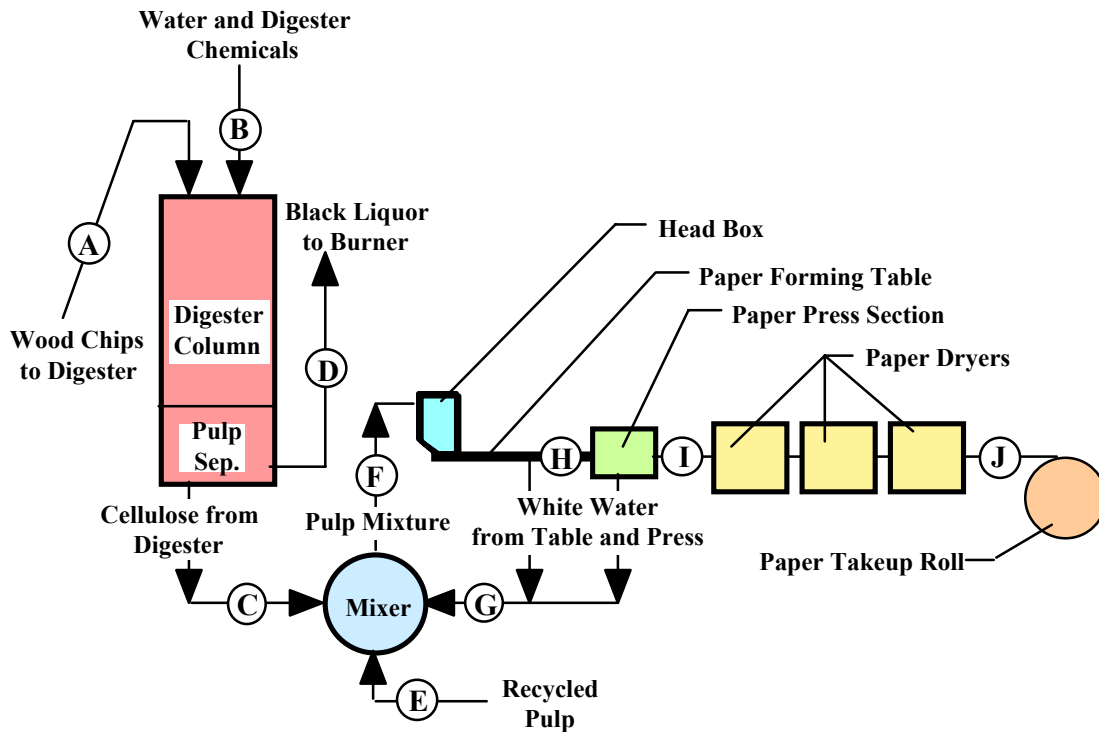 Water and Digester
Chemicals
B
A
Black Liquor
to Burner
Head Box
Paper Forming Table
Paper Press Section
Digester
Column
Wood Chips
to Digester
D
Paper Dryers
Pulp
Sep.
F
H
I
J
Cellulose from
Digester
Pulp Mixture
White Water
from Table and Press
Paper Takeup Roll
C
Mixer
G
E
Recycled
Pulp